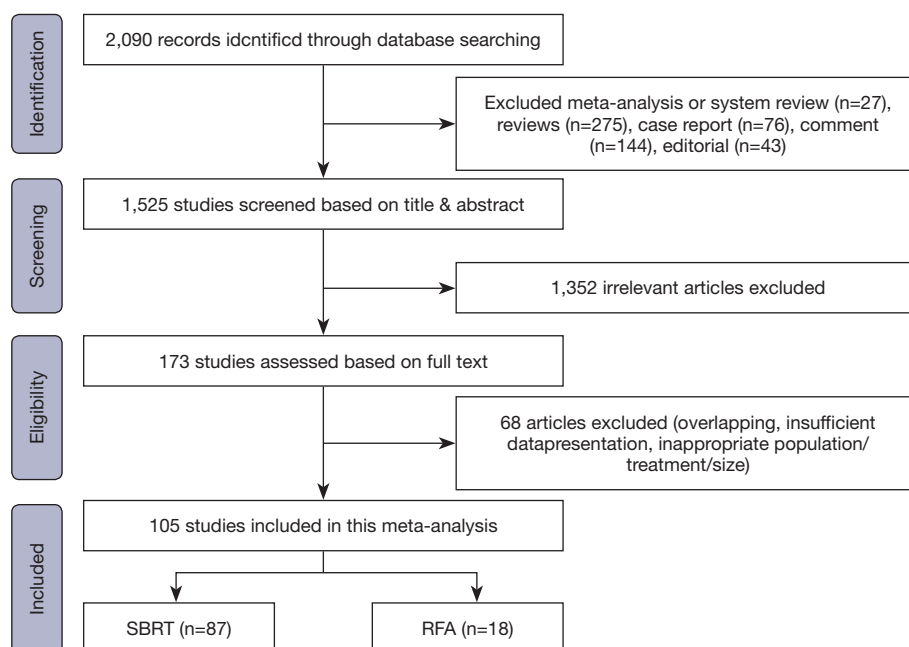 Identification
2,090 records idcntificd through database searching
Excluded meta-analysis or system review (n=27),
reviews (n=275), case report (n=76), comment
(n=144), editorial (n=43)
Screening
1,525 studies screened based on title & abstract
1,352 irrelevant articles excluded
Eligibility
173 studies assessed based on full text
68 articles excluded (overlapping, insufficient
datapresentation, inappropriate population/
treatment/size)
Included
105 studies included in this meta-analysis
SBRT (n=87)
RFA (n=18)